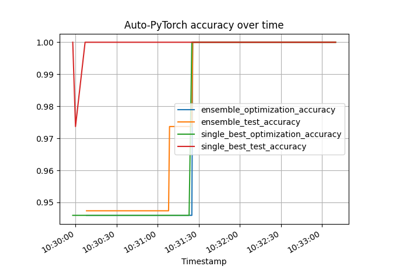 Auto-PyTorch accuracy over time
1.00
0.99
0.98
0.97
0.96
0.95
ensemble_optimization_accuracy
ensemble_test_accuracy
single_best_optimization_accuracy
single_best_test_accuracy
10:30:00
10:30:30
10:31:00
10:31:30
10:32:00
10:32:30
10:33:00
Timestamp